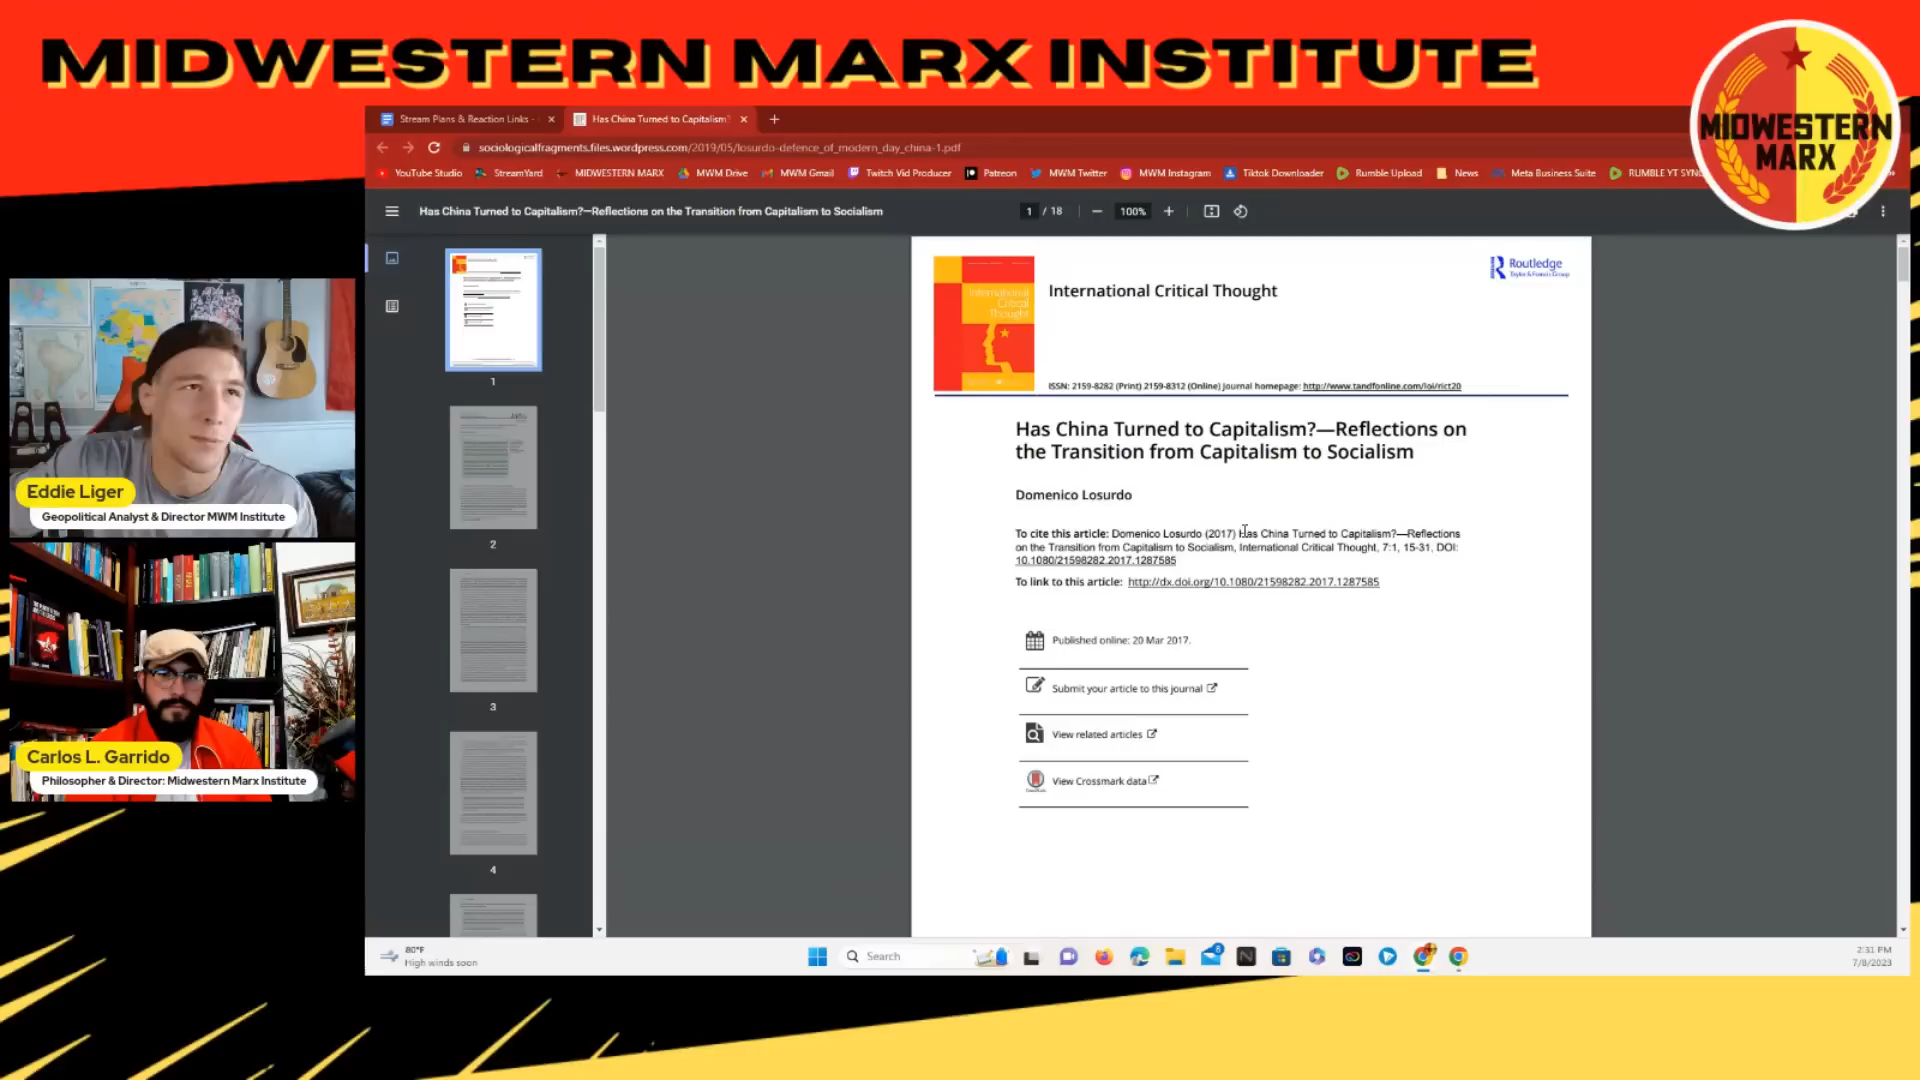 MIDWESTERN MARX INSTITUTE
MIDWESTERN
MARX
Stream Plans & Reaction Links -
Has China Turned to Capitalism?
sociologicalfragments.files.wordpress.com/2019/05/losurdo-defence_of_modern_day_china-1.pdf
YouTube Studio
StreamYard
MIDWESTERN MARX
MWM Drive
MWM Gmail
Twitch Vid Producer
Patreon
MWM Twitter
MWM Instagram
Tiktok Downloader
Rumble Upload
News
Meta Business Suite
RUMBLE YT SYNC
Has China Turned to Capitalism?—Reflections on the Transition from Capitalism to Socialism
1 / 18
100%
1
2
3
4
Routledge
Taylor & Francis Group
International Critical Thought
International
Critical
Thought
ISSN: 2159-8282 (Print) 2159-8312 (Online) Journal homepage: http://www.tandfonline.com/loi/rict20
Has China Turned to Capitalism?—Reflections on
the Transition from Capitalism to Socialism
Domenico Losurdo
To cite this article: Domenico Losurdo (2017) Has China Turned to Capitalism?—Reflections
on the Transition from Capitalism to Socialism, International Critical Thought, 7:1, 15-31, DOI:
10.1080/21598282.2017.1287585
To link to this article: http://dx.doi.org/10.1080/21598282.2017.1287585
Published online: 20 Mar 2017.
Submit your article to this journal
View related articles
View Crossmark data
Eddie Liger
Geopolitical Analyst & Director MWM Institute
Carlos L. Garrido
Philosopher & Director: Midwestern Marx Institute
80°F
High winds soon
Search
2:31 PM
7/8/2023